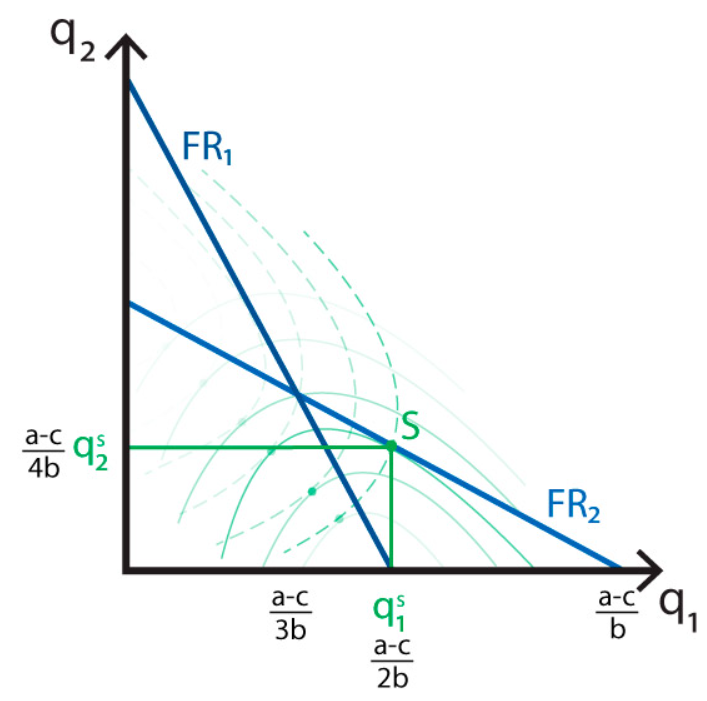 q₂
FR₁
S
a-c
4b
q₂ˢ
FR₂
a-c
3b
q₁ˢ
a-c
2b
a-c
b
q₁